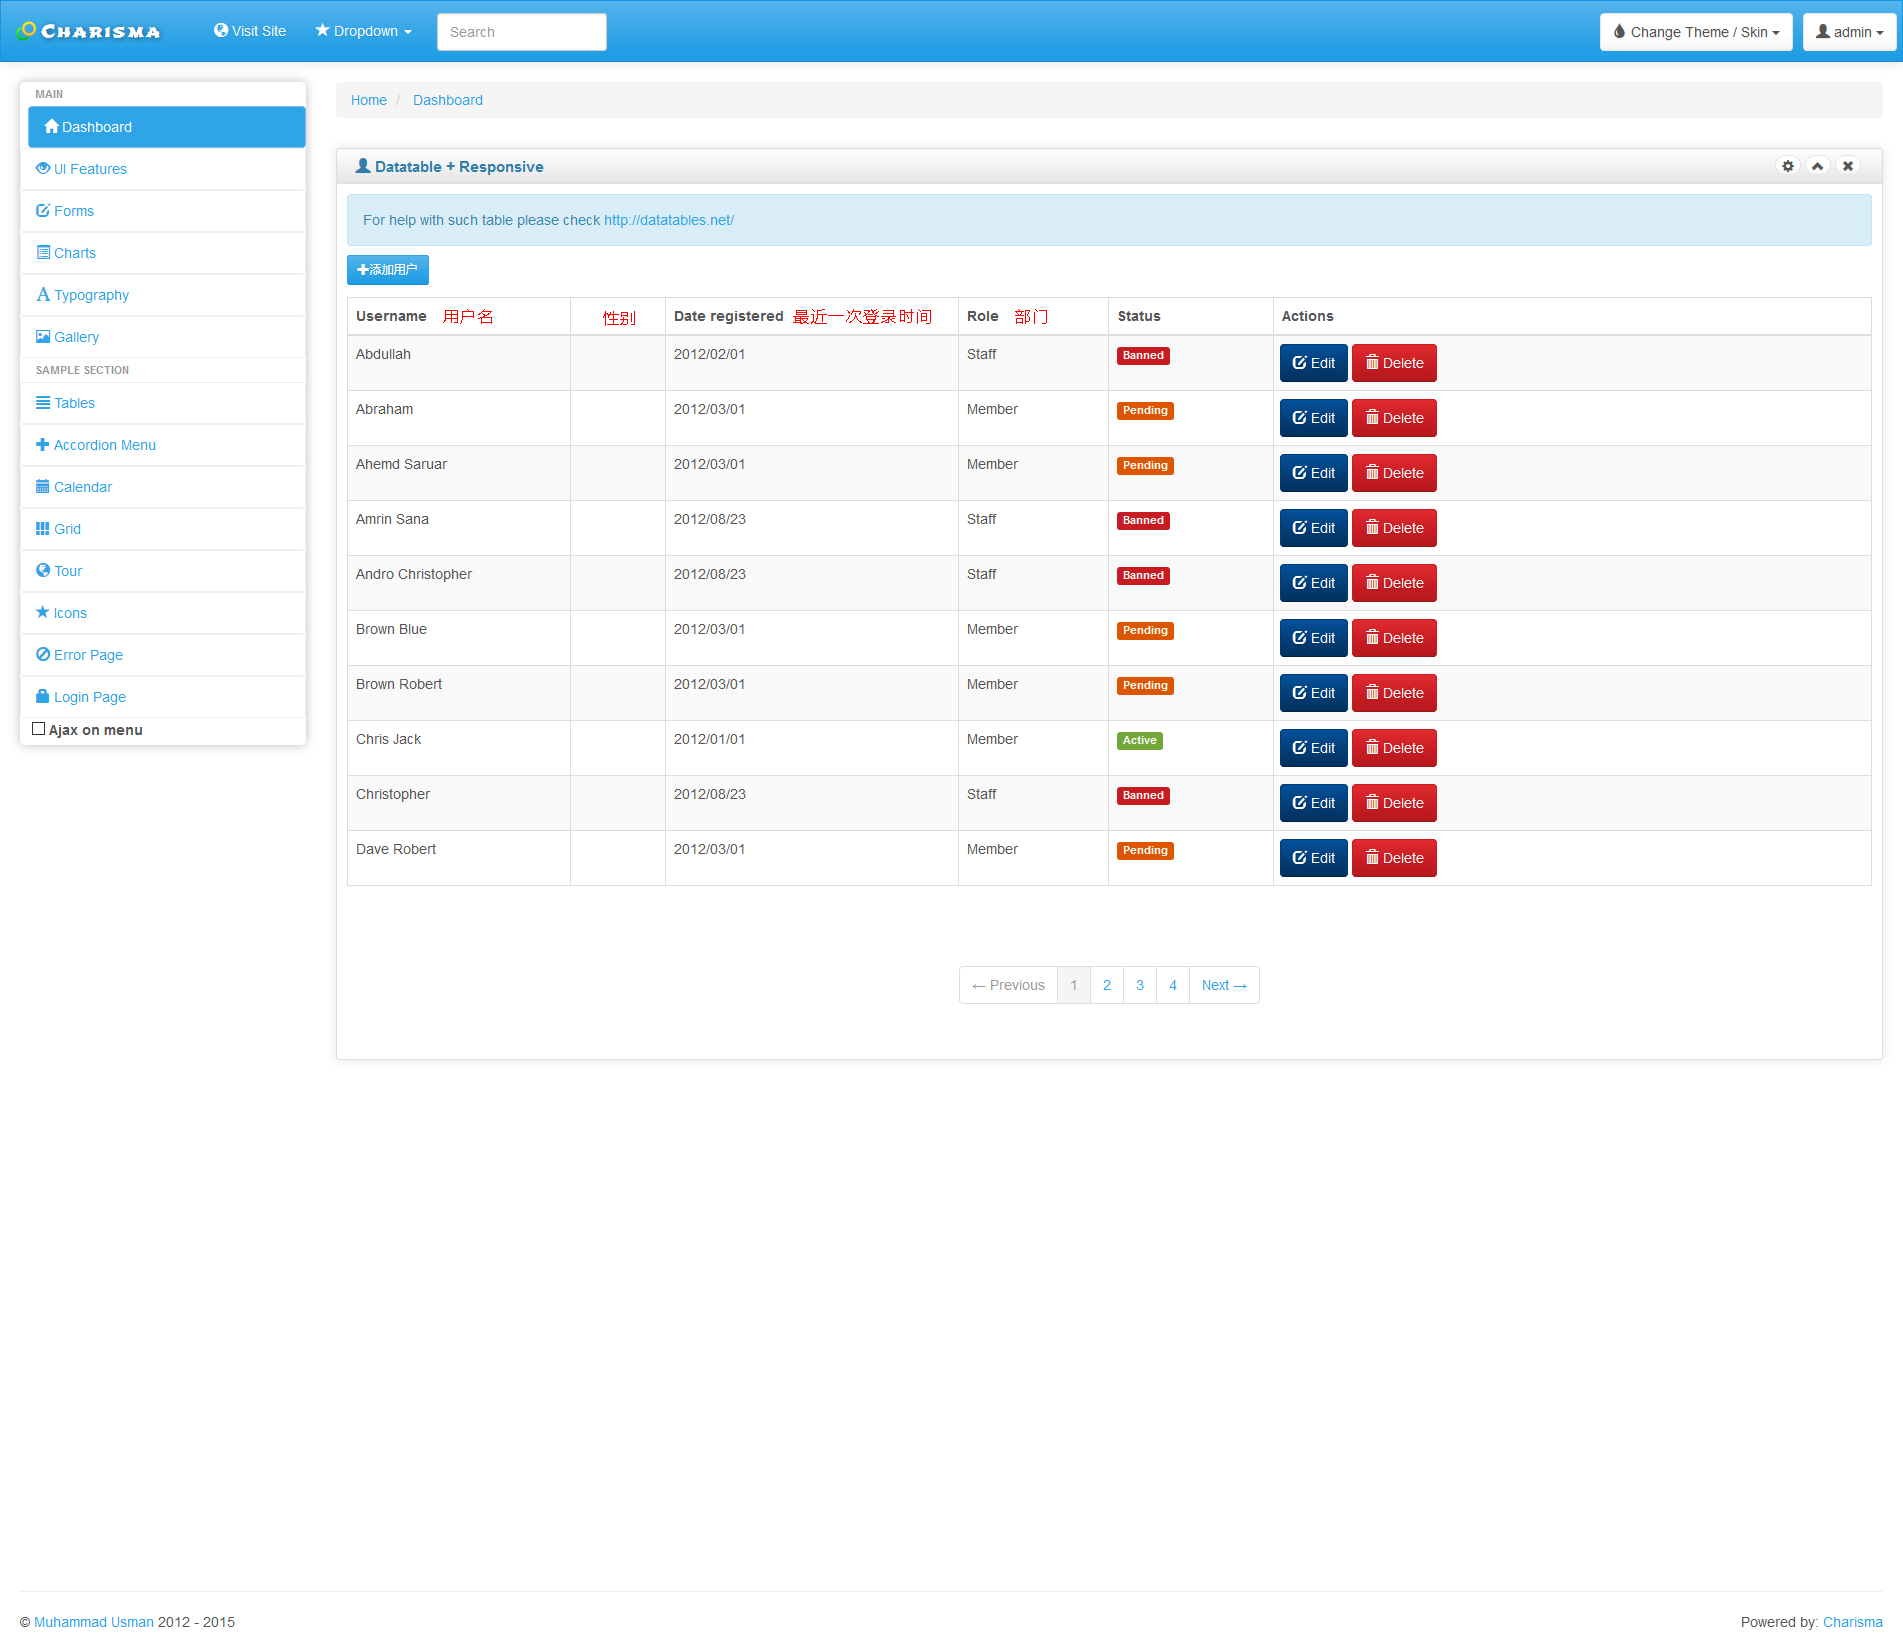 CHARISMA Visit Site Dropdown Search Change Theme / Skin admin
MAIN
Dashboard
UI Features
Forms
Charts
Typography
Gallery
SAMPLE SECTION
Tables
Accordion Menu
Calendar
Grid
Tour
Icons
Error Page
Login Page
Ajax on menu
Home / Dashboard
Datatable + Responsive
For help with such table please check http://datatables.net/
添加用户
Username 用户名 性别 Date registered 最近一次登录时间 Role 部门 Status Actions
Abdullah 2012/02/01 Staff Banned Edit Delete
Abraham 2012/03/01 Member Pending Edit Delete
Ahemd Saruar 2012/03/01 Member Pending Edit Delete
Amrin Sana 2012/08/23 Staff Banned Edit Delete
Andro Christopher 2012/08/23 Staff Banned Edit Delete
Brown Blue 2012/03/01 Member Pending Edit Delete
Brown Robert 2012/03/01 Member Pending Edit Delete
Chris Jack 2012/01/01 Member Active Edit Delete
Christopher 2012/08/23 Staff Banned Edit Delete
Dave Robert 2012/03/01 Member Pending Edit Delete
← Previous 1 2 3 4 Next →
© Muhammad Usman 2012 - 2015 Powered by: Charisma